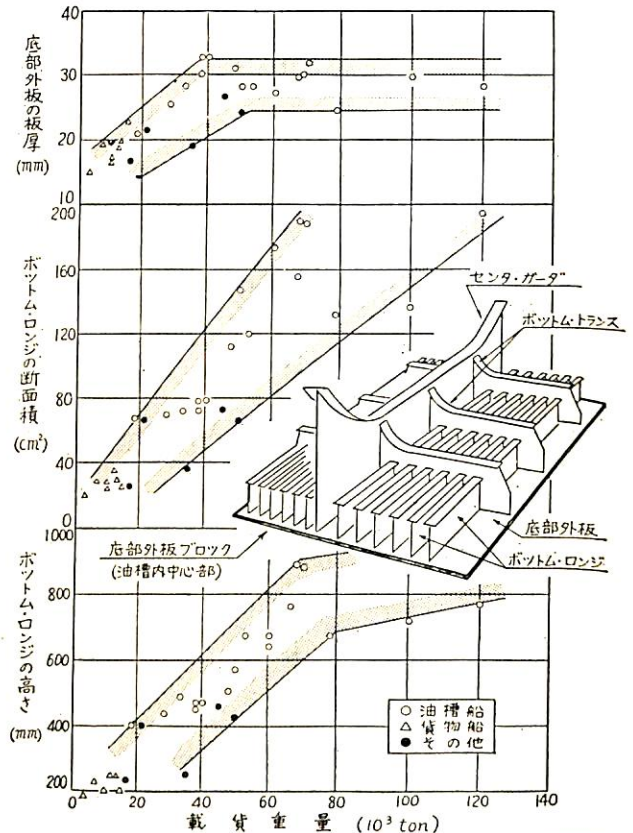 底部外板の板厚
(mm)
40
30
20
10
ボットム・ロンジの断面積
(cm²)
200
160
120
80
40
0
センタ・ガーダ
ボットム・トランス
底部外板
ボットム・ロンジ
底部外板ブロック
(油槽内中心部)
ボットム・ロンジの高さ
(mm)
1000
800
600
400
200
○ 油槽船
△ 貨物船
● その他
0 20 40 60 80 100 120 140
載貨重量 (10³ ton)